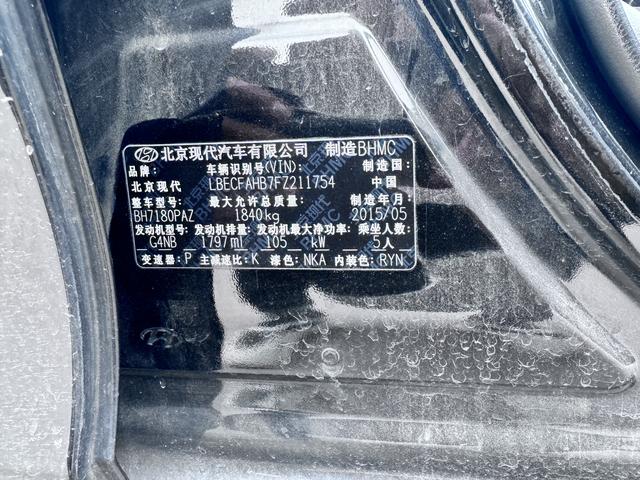 北京现代汽车有限公司 制造BHMC
品牌: 车辆识别号(VIN): 制造国:
北京现代 LBECFAHB7FZ211754 中国
整车型号: 最大允许总质量: 制造年月:
BH7180PAZ 1840kg 2015/05
发动机型号: 发动机排量: 发动机最大净功率: 乘坐人数:
G4NB 1797ml 105 kW 5人
变速器: P 主减速比: K 漆色: NKA 内装色: RYN